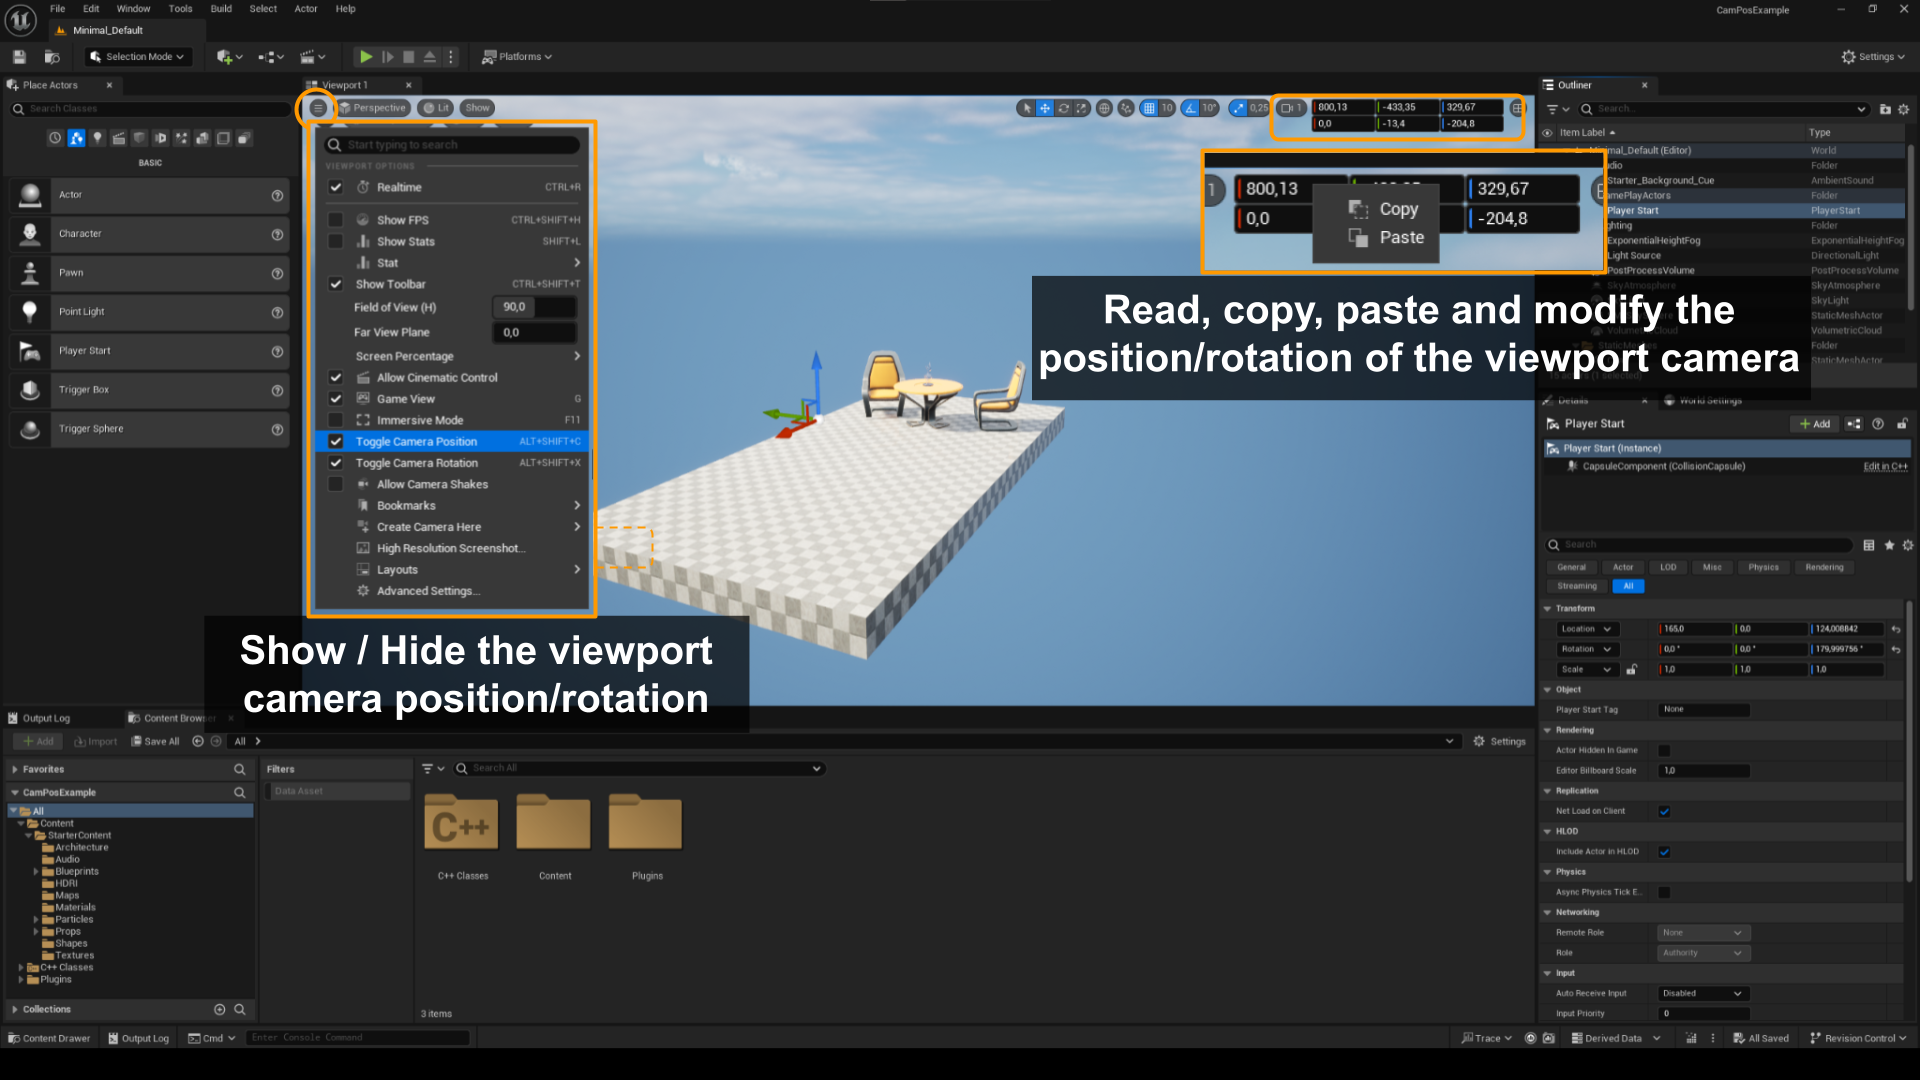 File Edit Window Tools Build Select Actor Help
CamPosExample
Minimal_Default
Selection Mode
Platforms
Settings
Place Actors
Search Classes
BASIC
Actor
Character
Pawn
Point Light
Player Start
Trigger Box
Trigger Sphere
Viewport 1
Perspective Lit Show
10 10° 0,25 1
800,13 -433,35 329,67
0,0 -13,4 -204,8
Start typing to search
VIEWPORT OPTIONS
Realtime CTRL+R
Show FPS CTRL+SHIFT+H
Show Stats SHIFT+L
Stat
Show Toolbar CTRL+SHIFT+T
Field of View (H) 90,0
Far View Plane 0,0
Screen Percentage
Allow Cinematic Control
Game View G
Immersive Mode F11
Toggle Camera Position ALT+SHIFT+C
Toggle Camera Rotation ALT+SHIFT+X
Allow Camera Shakes
Bookmarks
Create Camera Here
High Resolution Screenshot...
Layouts
Advanced Settings...
1 800,13 329,67
0,0 -204,8
Copy
Paste
Read, copy, paste and modify the
position/rotation of the viewport camera
Show / Hide the viewport
camera position/rotation
Outliner
Search...
Item Label Type
Minimal_Default (Editor) World
dio Folder
Starter_Background_Cue AmbientSound
amePlayActors Folder
Player Start PlayerStart
ghting Folder
ExponentialHeightFog ExponentialHeightFog
Light Source DirectionalLight
PostProcessVolume PostProcessVolume
SkyAtmosphere SkyAtmosphere
SkyLight
StaticMeshActor
VolumetricCloud VolumetricCloud
StaticMeshes Folder
StaticMeshActor
Details World Settings
Player Start
Add
Player Start (Instance)
CapsuleComponent (CollisionCapsule) Edit in C++
Search
General Actor LOD Misc Physics Rendering
Streaming All
Transform
Location 165,0 0,0 124,008842
Rotation 0,0 ° 0,0 ° 179,999756 °
Scale 1,0 1,0 1,0
Object
Player Start Tag None
Rendering
Actor Hidden In Game
Editor Billboard Scale 1,0
Replication
Net Load on Client
HLOD
Include Actor in HLOD
Physics
Async Physics Tick E..
Networking
Remote Role None
Role Authority
Input
Auto Receive Input Disabled
Input Priority 0
Output Log Content Browser
Add Import Save All All
Settings
Favorites
CamPosExample
All
Content
StarterContent
Architecture
Audio
Blueprints
HDRI
Maps
Materials
Particles
Props
Shapes
Textures
C++ Classes
Plugins
Collections
Filters
Data Asset
Search All
C++
C++ Classes Content Plugins
3 items
Content Drawer Output Log Cmd Enter Console Command
Trace Derived Data All Saved Revision Control